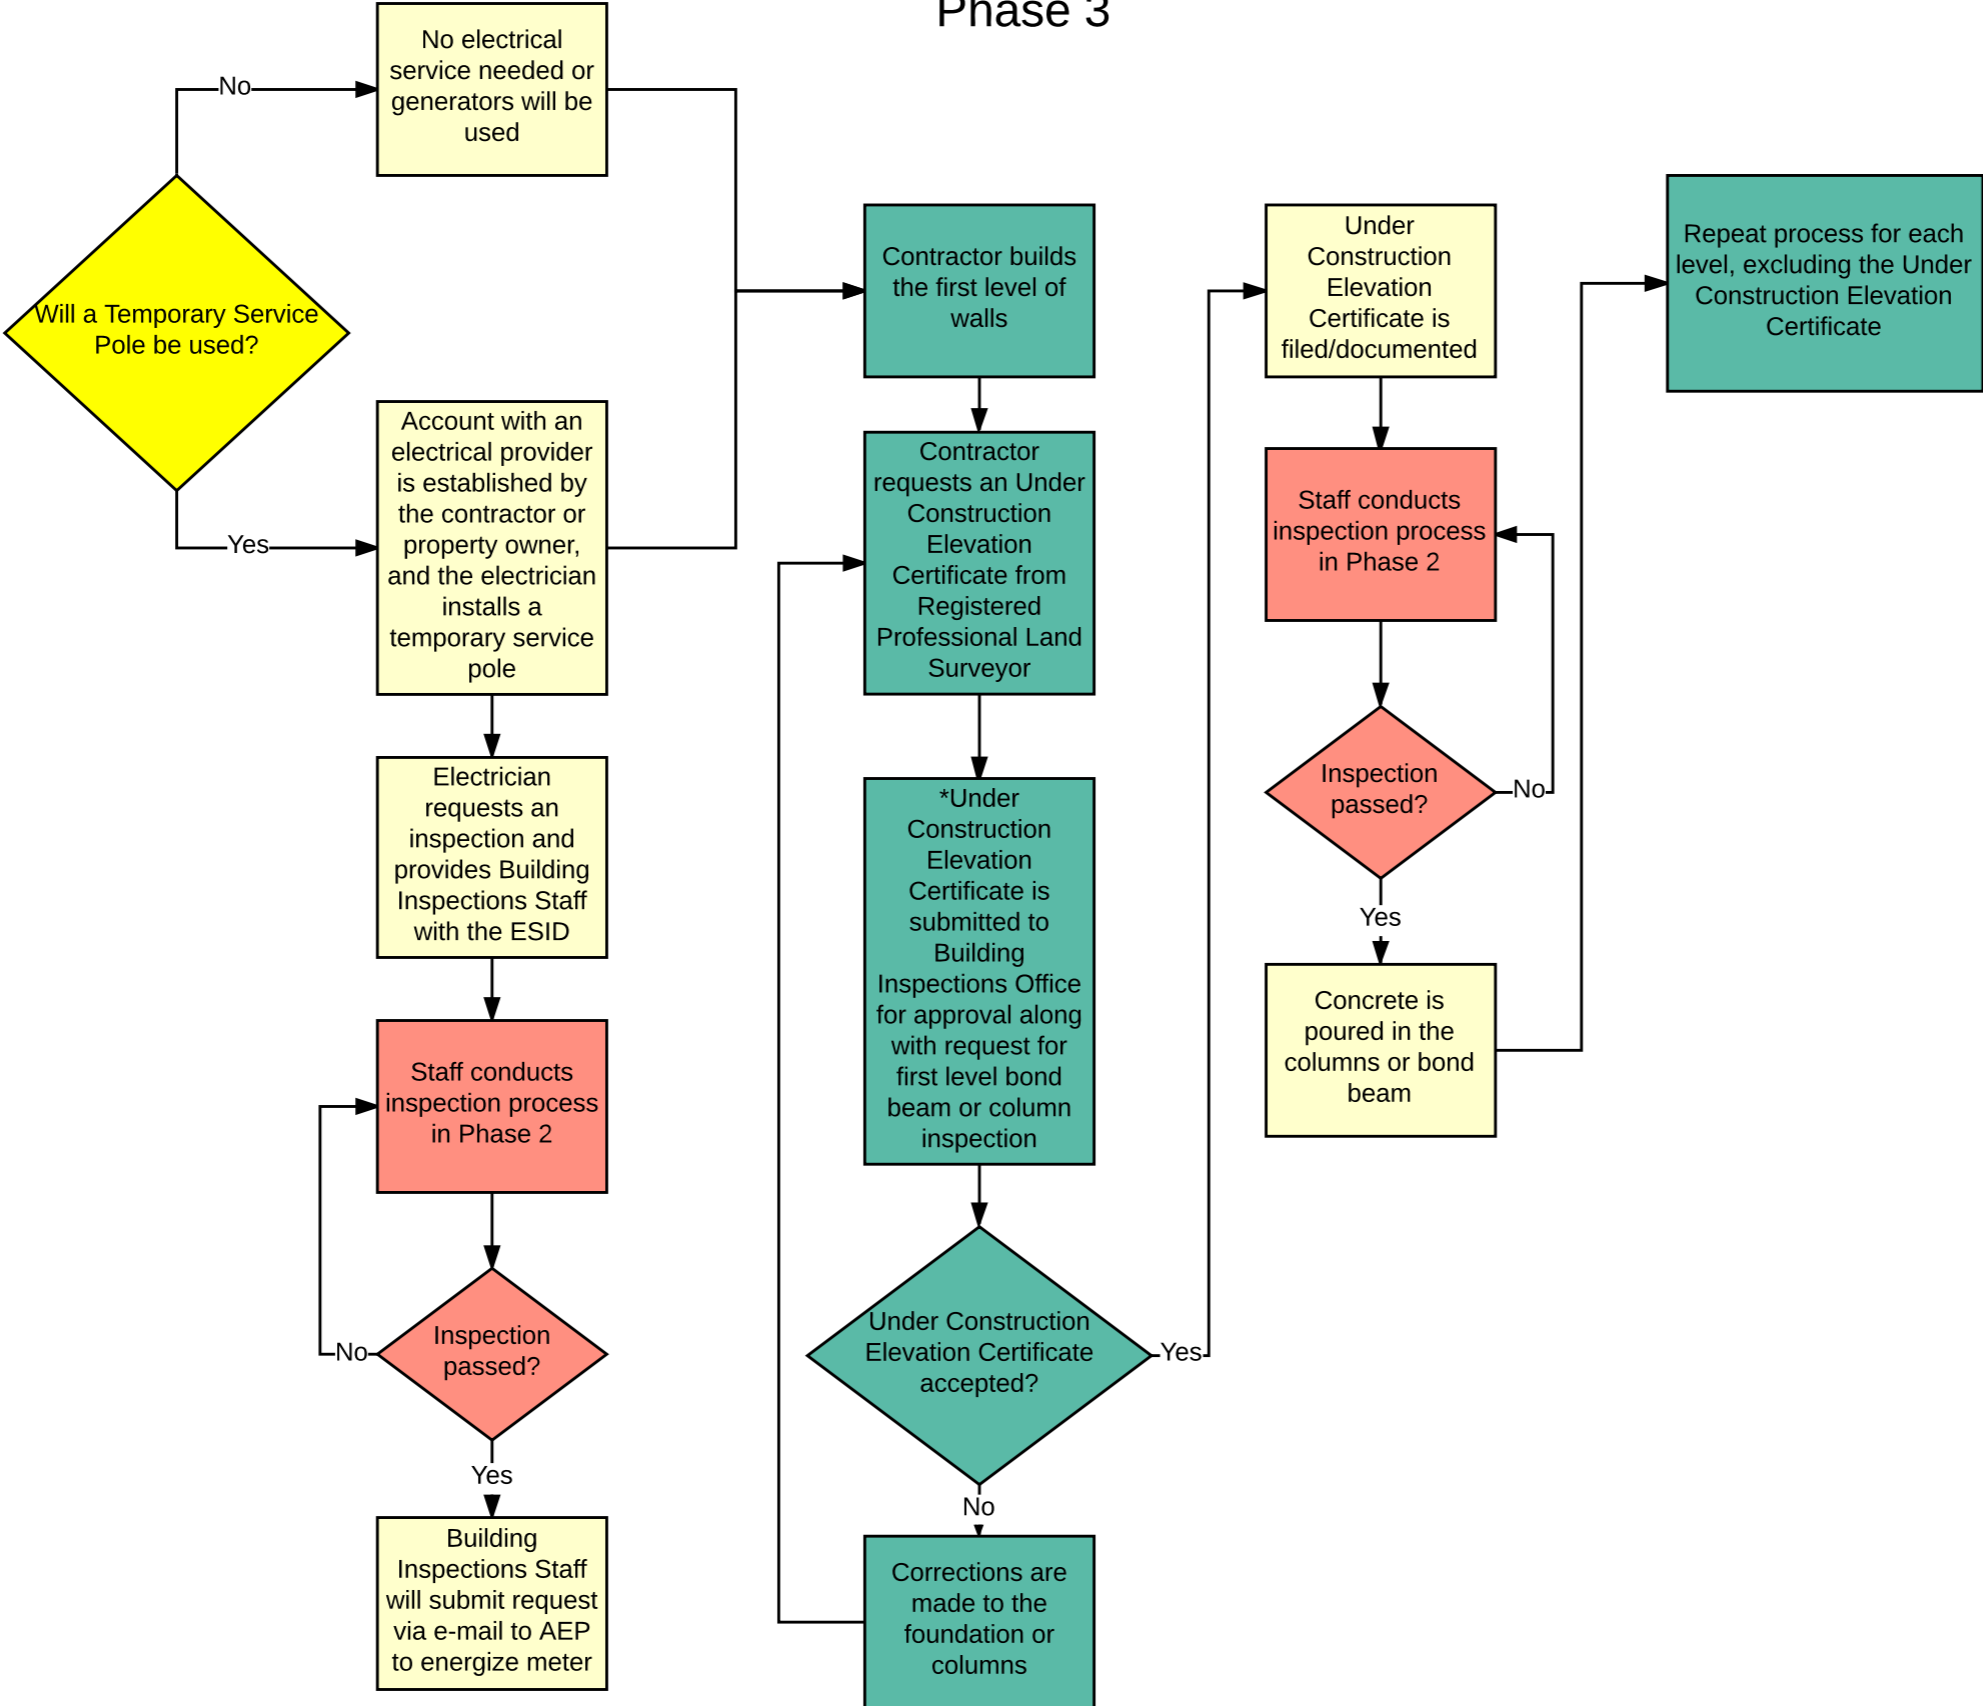 Phase 3
No electrical
service needed or
generators will be
used
No
Will a Temporary Service
Pole be used?
Yes
Account with an
electrical provider
is established by
the contractor or
property owner,
and the electrician
installs a
temporary service
pole
Electrician
requests an
inspection and
provides Building
Inspections Staff
with the ESID
Staff conducts
inspection process
in Phase 2
Inspection
passed?
No
Yes
Building
Inspections Staff
will submit request
via e-mail to AEP
to energize meter
Contractor builds
the first level of
walls
Contractor
requests an Under
Construction
Elevation
Certificate from
Registered
Professional Land
Surveyor
*Under
Construction
Elevation
Certificate is
submitted to
Building
Inspections Office
for approval along
with request for
first level bond
beam or column
inspection
Under Construction
Elevation Certificate
accepted?
Yes
No
Corrections are
made to the
foundation or
columns
Under
Construction
Elevation
Certificate is
filed/documented
Staff conducts
inspection process
in Phase 2
Inspection
passed?
No
Yes
Concrete is
poured in the
columns or bond
beam
Repeat process for each
level, excluding the Under
Construction Elevation
Certificate